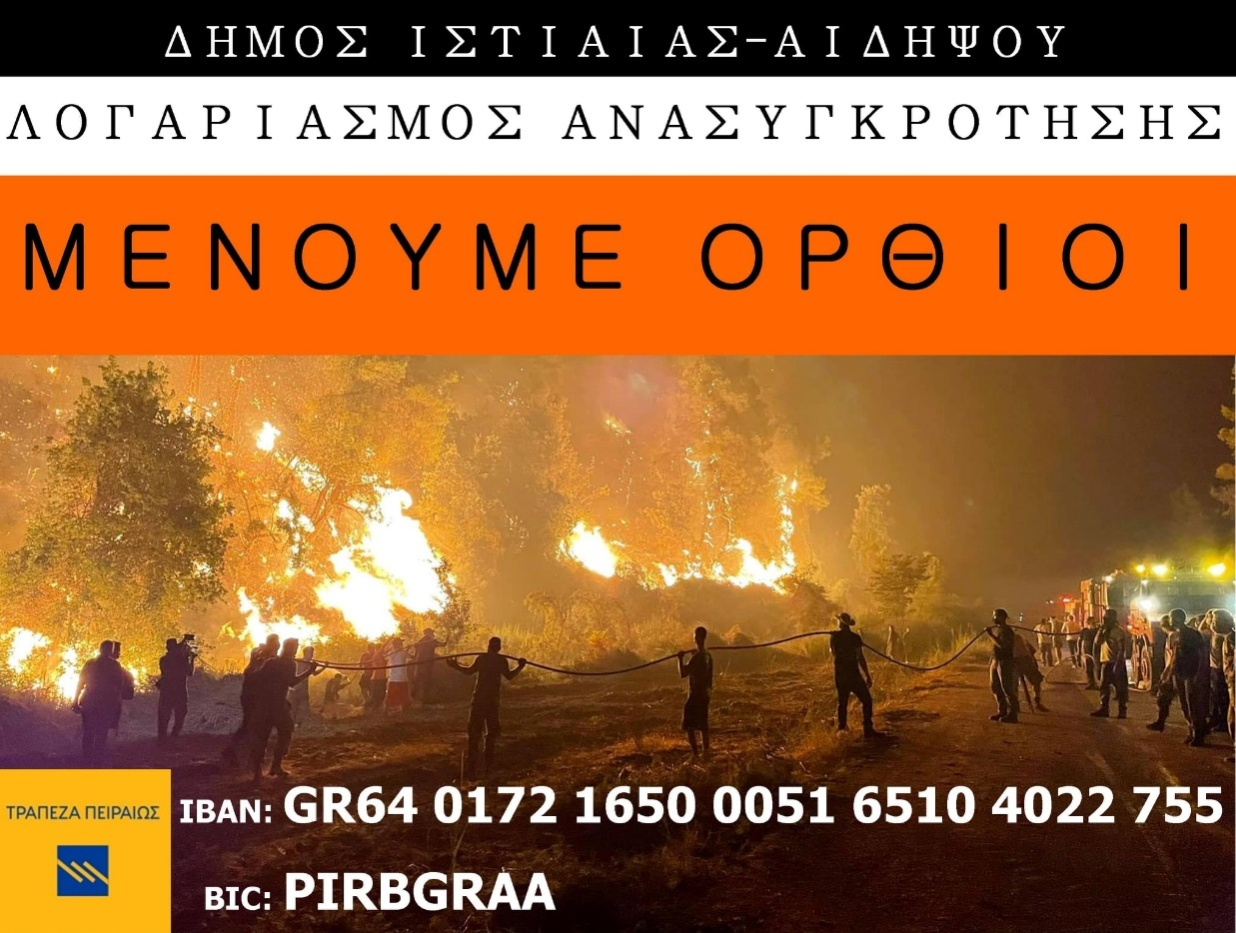 ΔΗΜΟΣ ΙΣΤΙΑΙΑΣ-ΑΙΔΗΨΟΥ
ΛΟΓΑΡΙΑΣΜΟΣ ΑΝΑΣΥΓΚΡΟΤΗΣΗΣ
ΜΕΝΟΥΜΕ ΟΡΘΙΟΙ
ΤΡΑΠΕΖΑ ΠΕΙΡΑΙΩΣ
IBAN: GR64 0172 1650 0051 6510 4022 755
BIC: PIRBGRAA